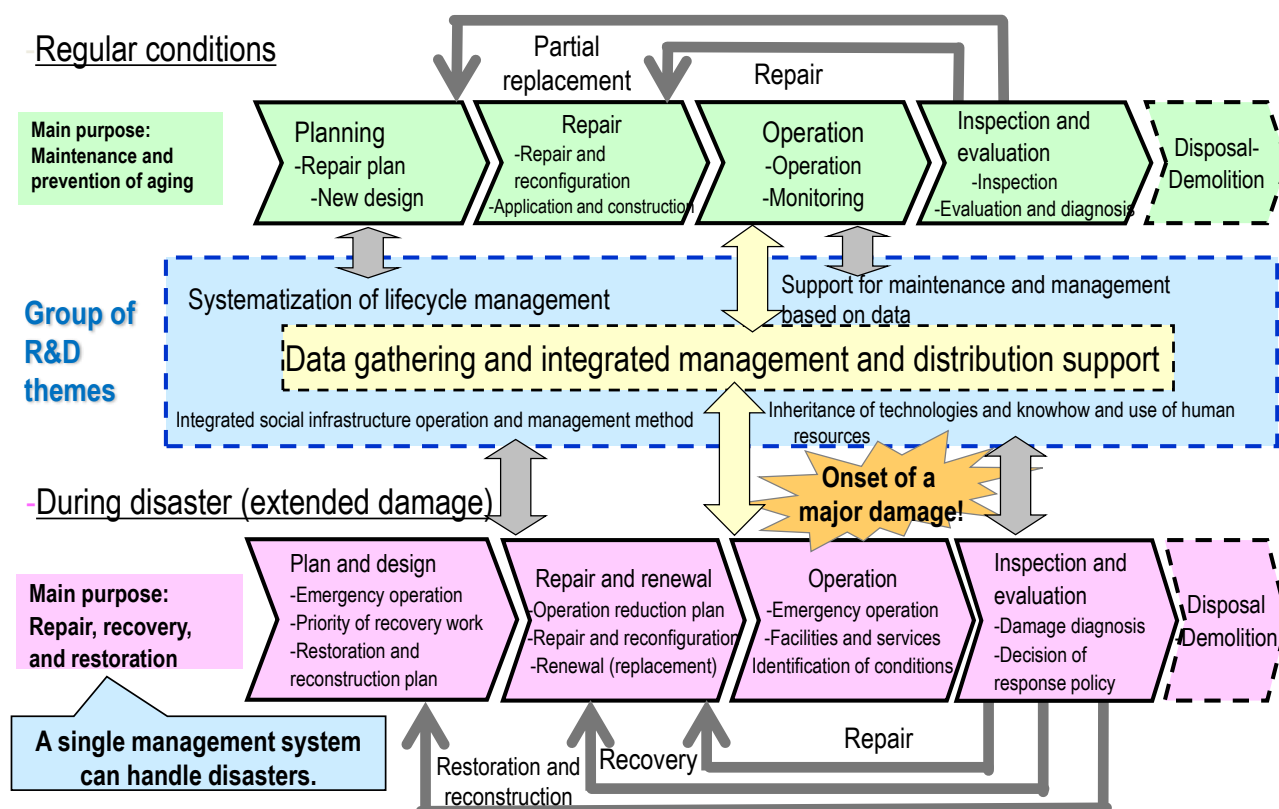 -Regular conditions
Partial
replacement
Repair
Main purpose:
Maintenance and
prevention of aging
Planning
-Repair plan
-New design
Repair
-Repair and
reconfiguration
-Application and construction
Operation
-Operation
-Monitoring
Inspection and
evaluation
-Inspection
-Evaluation and diagnosis
Disposal-
Demolition
Group of
R&D
themes
Systematization of lifecycle management
Support for maintenance and management
based on data
Data gathering and integrated management and distribution support
Integrated social infrastructure operation and management method
Inheritance of technologies and knowhow and use of human
resources
Onset of a
major damage!
-During disaster (extended damage)
Main purpose:
Repair, recovery,
and restoration
Plan and design
-Emergency operation
-Priority of recovery work
-Restoration and
reconstruction plan
Repair and renewal
-Operation reduction plan
-Repair and reconfiguration
-Renewal (replacement)
Operation
-Emergency operation
-Facilities and services
Identification of conditions
Inspection and
evaluation
-Damage diagnosis
-Decision of
response policy
Disposal
-Demolition
A single management system
can handle disasters.
Restoration and
reconstruction
Recovery
Repair